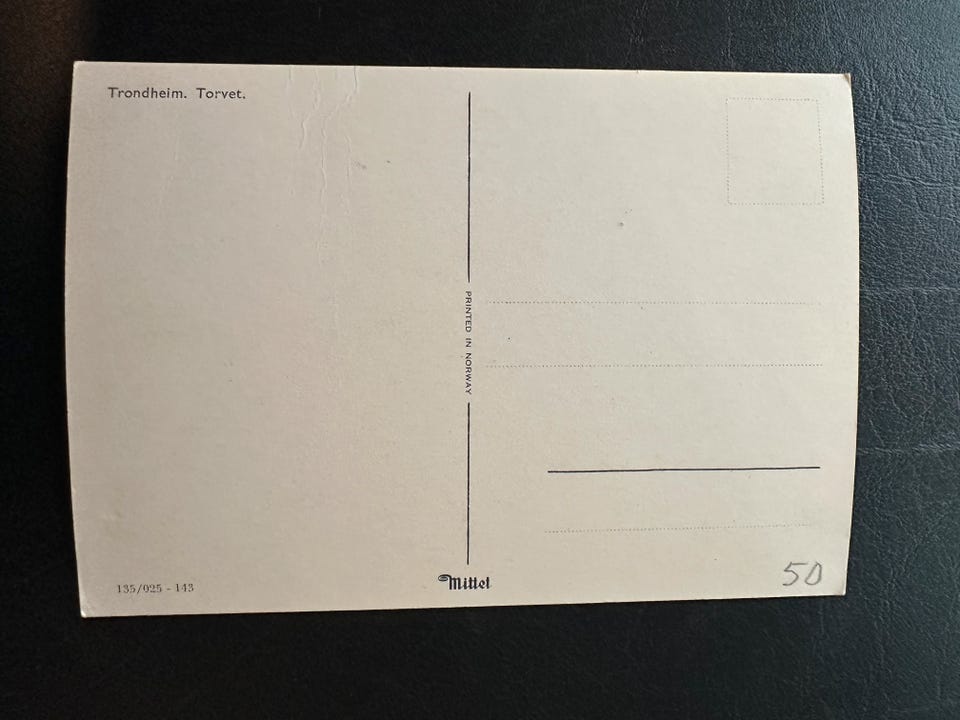 Trondheim. Torvet.
PRINTED IN NORWAY
135/025 - 143
Mittet
50